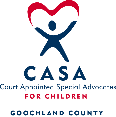 CASA
Court Appointed Special Advocates
FOR CHILDREN
GOOCHLAND COUNTY